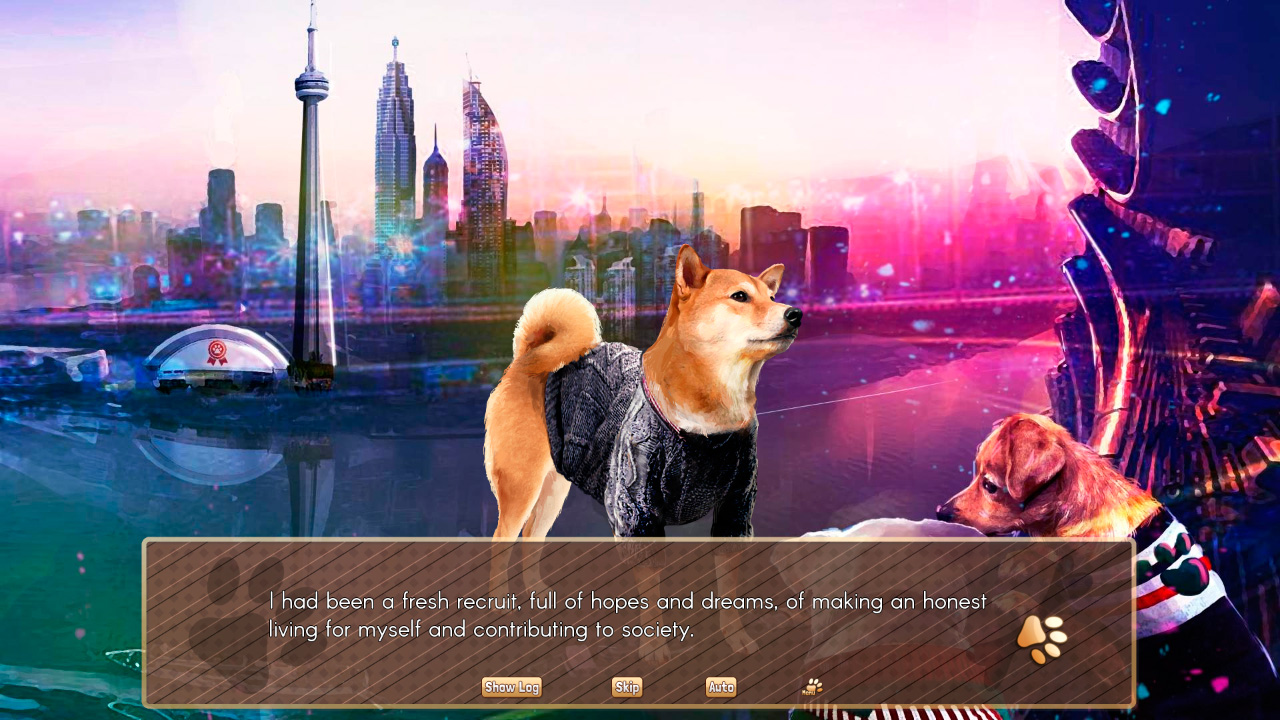 I had been a fresh recruit, full of hopes and dreams, of making an honest
living for myself and contributing to society.
Show Log
Skip
Auto
Menu